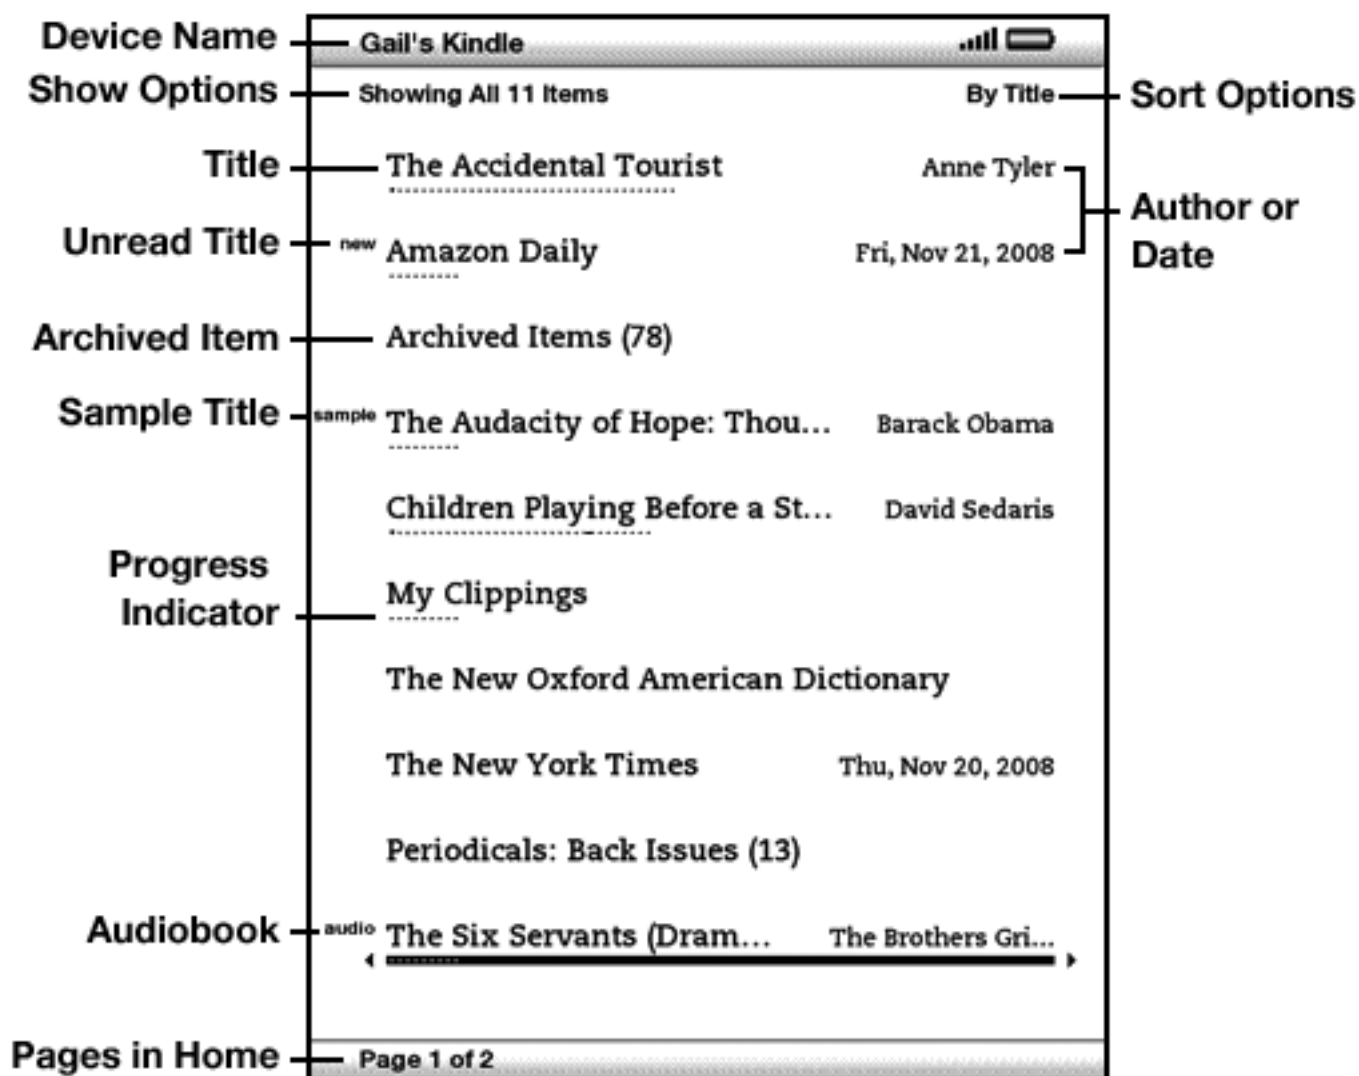 Device Name
Gail's Kindle
Show Options
Showing All 11 Items
By Title
Sort Options
Title
The Accidental Tourist
Anne Tyler
Author or
Date
Unread Title
new
Amazon Daily
Fri, Nov 21, 2008
Archived Item
Archived Items (78)
Sample Title
sample
The Audacity of Hope: Thou...
Barack Obama
Children Playing Before a St...
David Sedaris
Progress
Indicator
My Clippings
The New Oxford American Dictionary
The New York Times
Thu, Nov 20, 2008
Periodicals: Back Issues (13)
Audiobook
audio
The Six Servants (Dram...
The Brothers Gri...
Pages in Home
Page 1 of 2